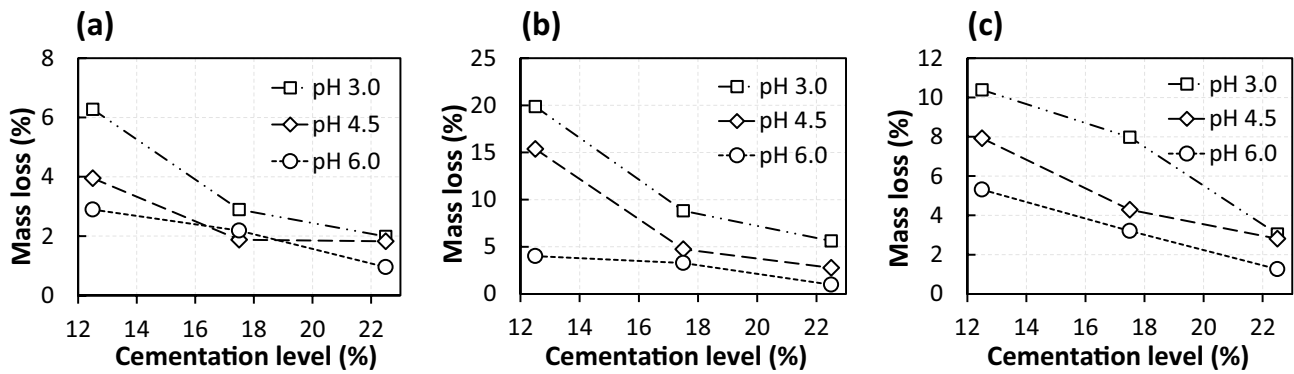 (a)
8
6
4
2
0
Mass loss (%)
pH 3.0
pH 4.5
pH 6.0
12 14 16 18 20 22
Cementation level (%)
(b)
25
20
15
10
5
0
Mass loss (%)
pH 3.0
pH 4.5
pH 6.0
12 14 16 18 20 22
Cementation level (%)
(c)
12
10
8
6
4
2
0
Mass loss (%)
pH 3.0
pH 4.5
pH 6.0
12 14 16 18 20 22
Cementation level (%)